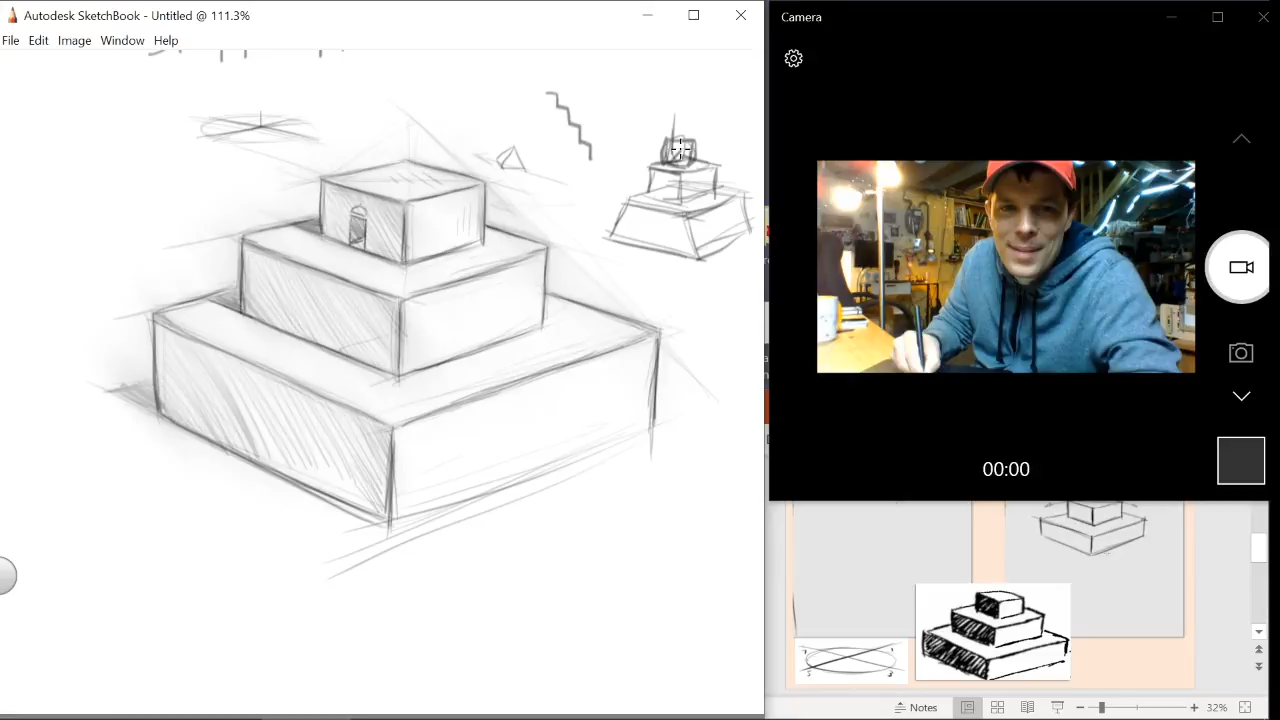 Autodesk SketchBook - Untitled @ 111.3%
File Edit Image Window Help
Camera
00:00
Notes
32%